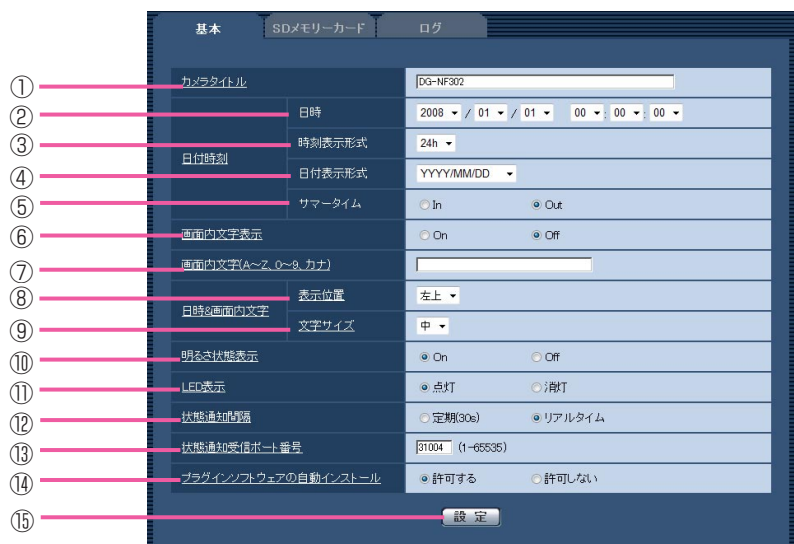 基本 SDメモリーカード ログ
① カメラタイトル DG-NF302
② 日時 2008 / 01 / 01 00 : 00 : 00
日付時刻
③ 時刻表示形式 24h
④ 日付表示形式 YYYY/MM/DD
⑤ サマータイム In Out
⑥ 画面内文字表示 On Off
⑦ 画面内文字(A～Z、0～9、カナ)
日時&画面内文字
⑧ 表示位置 左上
⑨ 文字サイズ 中
⑩ 明るさ状態表示 On Off
⑪ LED表示 点灯 消灯
⑫ 状態通知間隔 定期(30s) リアルタイム
⑬ 状態通知受信ポート番号 31004 (1-65535)
⑭ プラグインソフトウェアの自動インストール 許可する 許可しない
⑮ 設定